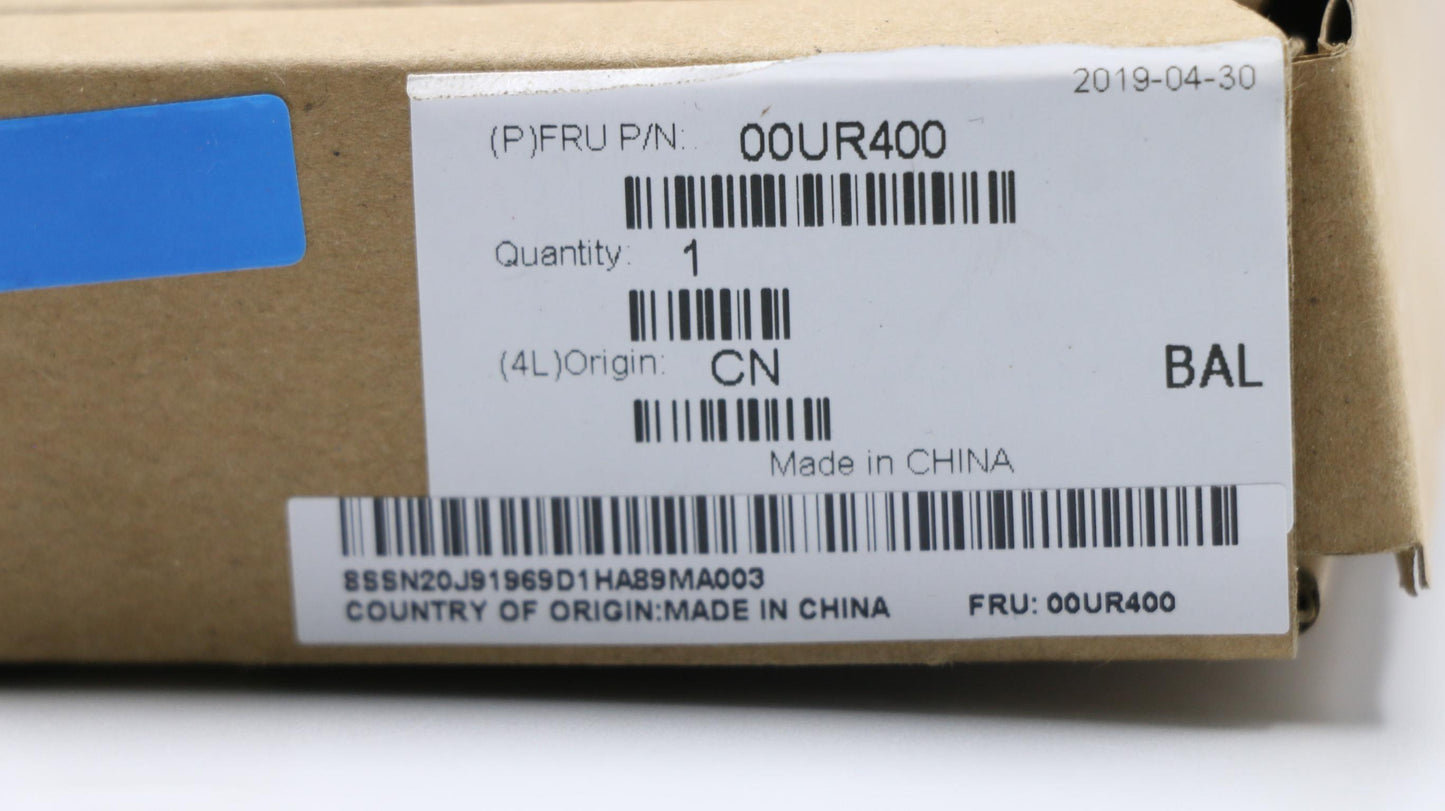 2019-04-30
(P)FRU P/N: 00UR400
Quantity: 1
(4L)Origin: CN
BAL
Made in CHINA
8SSN20J91969D1HA89MA003
COUNTRY OF ORIGIN:MADE IN CHINA FRU: 00UR400